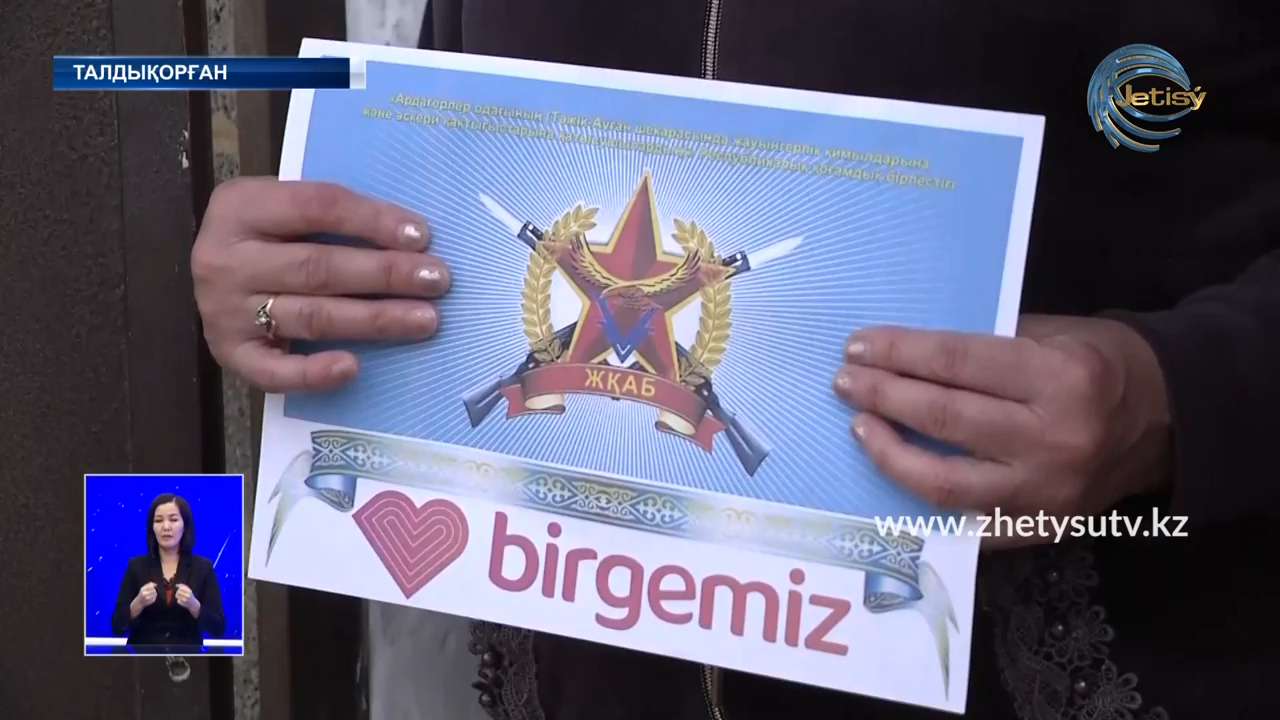 ТАЛДЫҚОРҒАН
Jetisý
«Ардагерлер одағының /Тәжік-Ауған шекарасында жауынгерлік қимылдарына
және әскери қақтығыстарына қатысушылардың/ Республикалық қоғамдық бірлестігі
ЖҚАБ
www.zhetysutv.kz
birgemiz